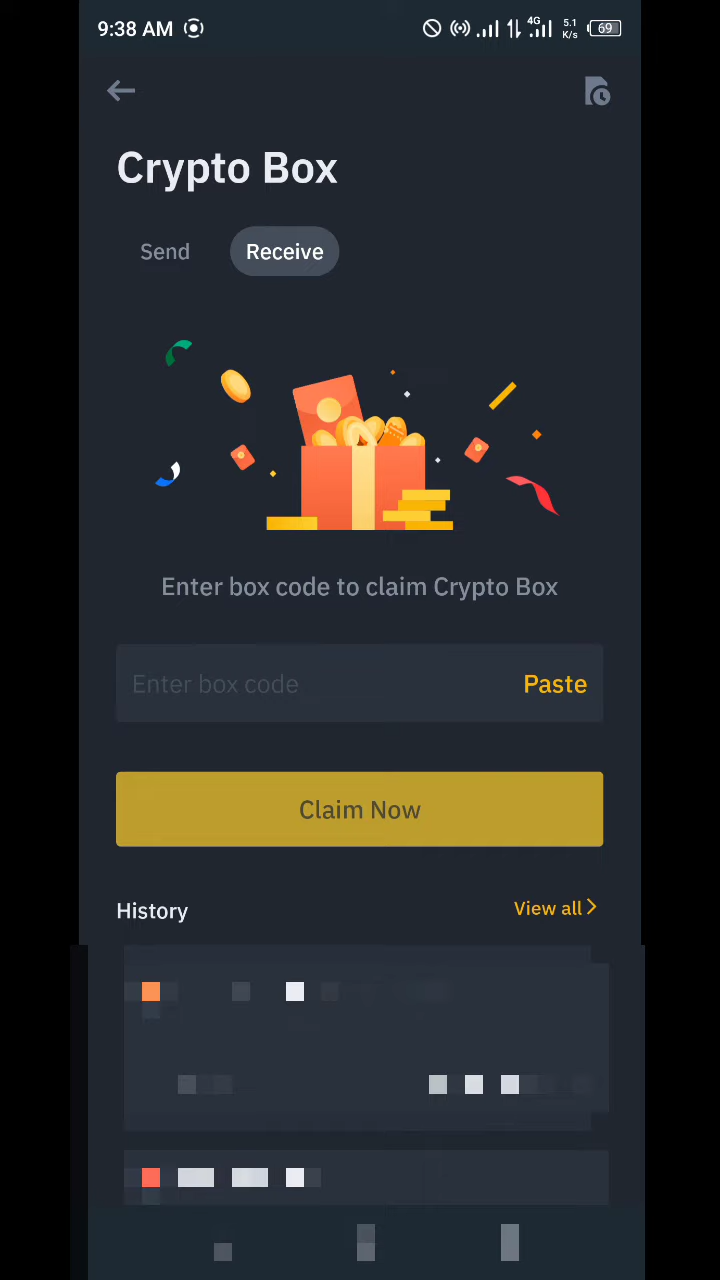 9:38 AM 4G 5.1 K/s 69
Crypto Box
Send Receive
Enter box code to claim Crypto Box
Enter box code Paste
Claim Now
History View all